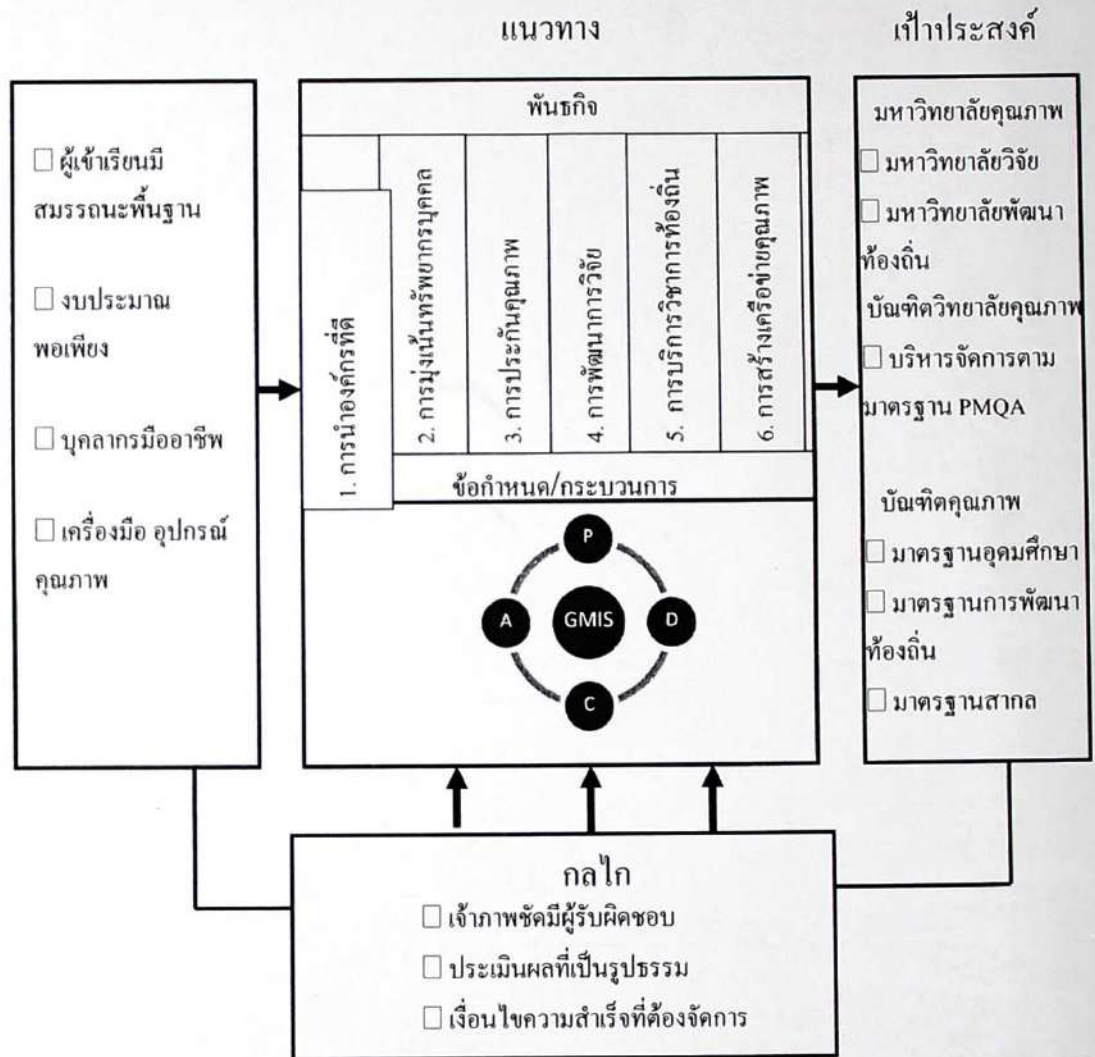 แนวทาง
เป้าประสงค์
☐ ผู้เข้าเรียนมี
สมรรถนะพื้นฐาน
☐ งบประมาณ
พอเพียง
☐ บุคลากรมืออาชีพ
☐ เครื่องมือ อุปกรณ์
คุณภาพ
พันธกิจ
1. การนำองค์กรที่ดี
2. การมุ่งเน้นทรัพยากรบุคคล
3. การประกันคุณภาพ
4. การพัฒนาการวิจัย
5. การบริการวิชาการท้องถิ่น
6. การสร้างเครือข่ายคุณภาพ
ข้อกำหนด/กระบวนการ
P
A
GMIS
D
C
มหาวิทยาลัยคุณภาพ
☐ มหาวิทยาลัยวิจัย
☐ มหาวิทยาลัยพัฒนา
ท้องถิ่น
บัณฑิตวิทยาลัยคุณภาพ
☐ บริหารจัดการตาม
มาตรฐาน PMQA
บัณฑิตคุณภาพ
☐ มาตรฐานอุดมศึกษา
☐ มาตรฐานการพัฒนา
ท้องถิ่น
☐ มาตรฐานสากล
กลไก
☐ เจ้าภาพชัดมีผู้รับผิดชอบ
☐ ประเมินผลที่เป็นรูปธรรม
☐ เงื่อนไขความสำเร็จที่ต้องจัดการ